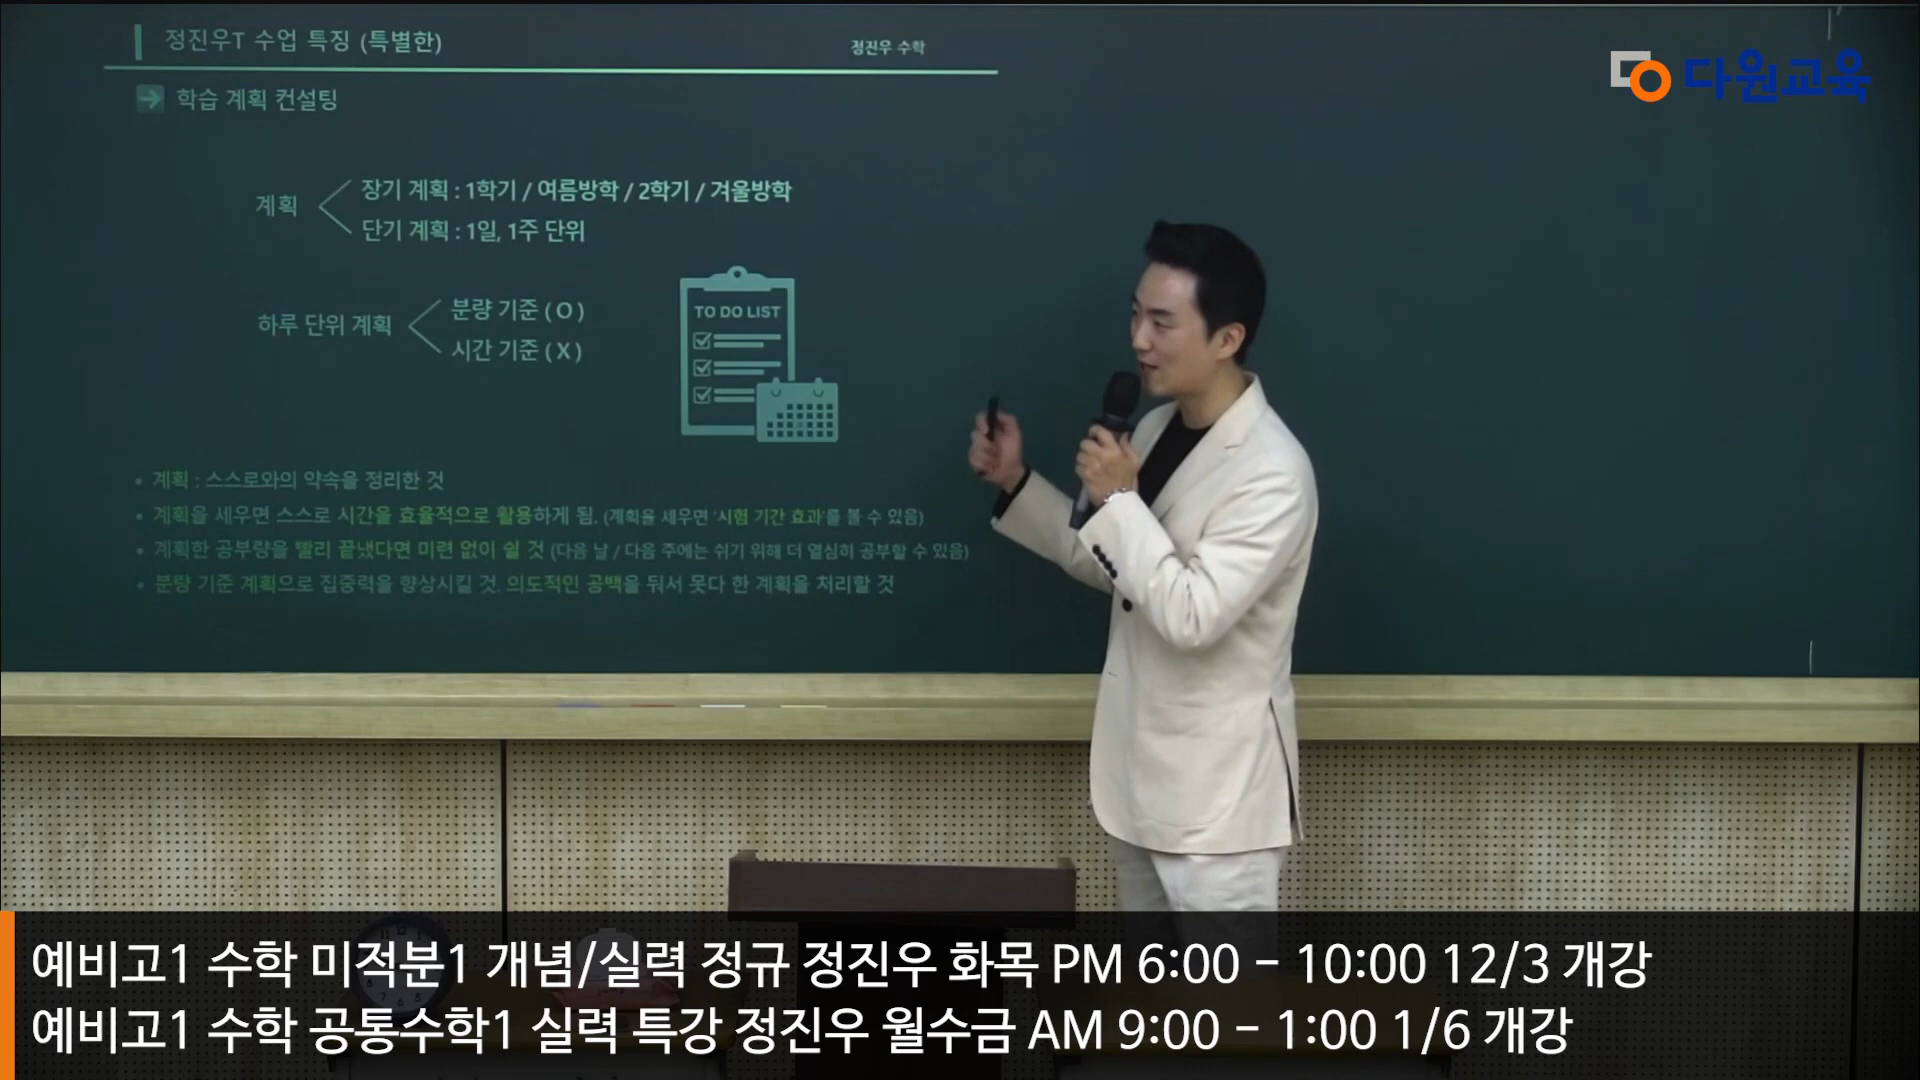 정진우T 수업 특징 (특별한)
정진우 수학
다원교육
학습 계획 컨설팅
계획
장기 계획 : 1학기 / 여름방학 / 2학기 / 겨울방학
단기 계획 : 1일, 1주 단위
하루 단위 계획
분량 기준 ( O )
시간 기준 ( X )
TO DO LIST
• 계획 : 스스로와의 약속을 정리한 것
• 계획을 세우면 스스로 시간을 효율적으로 활용하게 됨. (계획을 세우면 '시험 기간 효과'를 볼 수 있음)
• 계획한 공부량을 빨리 끝냈다면 미련 없이 쉴 것 (다음 날 / 다음 주에는 쉬기 위해 더 열심히 공부할 수 있음)
• 분량 기준 계획으로 집중력을 향상시킬 것. 의도적인 공백을 둬서 못다 한 계획을 처리할 것
예비고1 수학 미적분1 개념/실력 정규 정진우 화목 PM 6:00 - 10:00 12/3 개강
예비고1 수학 공통수학1 실력 특강 정진우 월수금 AM 9:00 - 1:00 1/6 개강